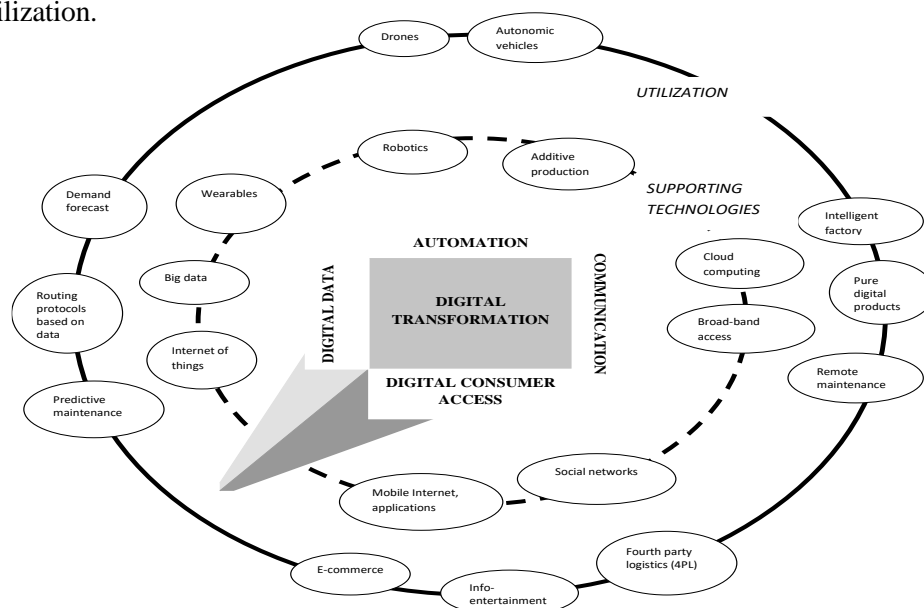 ilization.
Drones
Autonomic
vehicles
UTILIZATION
Robotics
Additive
production
Demand
forecast
Wearables
SUPPORTING
TECHNOLOGIES
Intelligent
factory
AUTOMATION
Cloud
computing
Big data
DIGITAL DATA
DIGITAL
TRANSFORMATION
COMMUNICATION
Routing
protocols
based on
data
Pure
digital
products
Broad-band
access
Internet of
things
Remote
maintenance
DIGITAL CONSUMER
ACCESS
Predictive
maintenance
Social networks
Mobile Internet,
applications
Fourth party
logistics (4PL)
E-commerce
Info-
entertainment